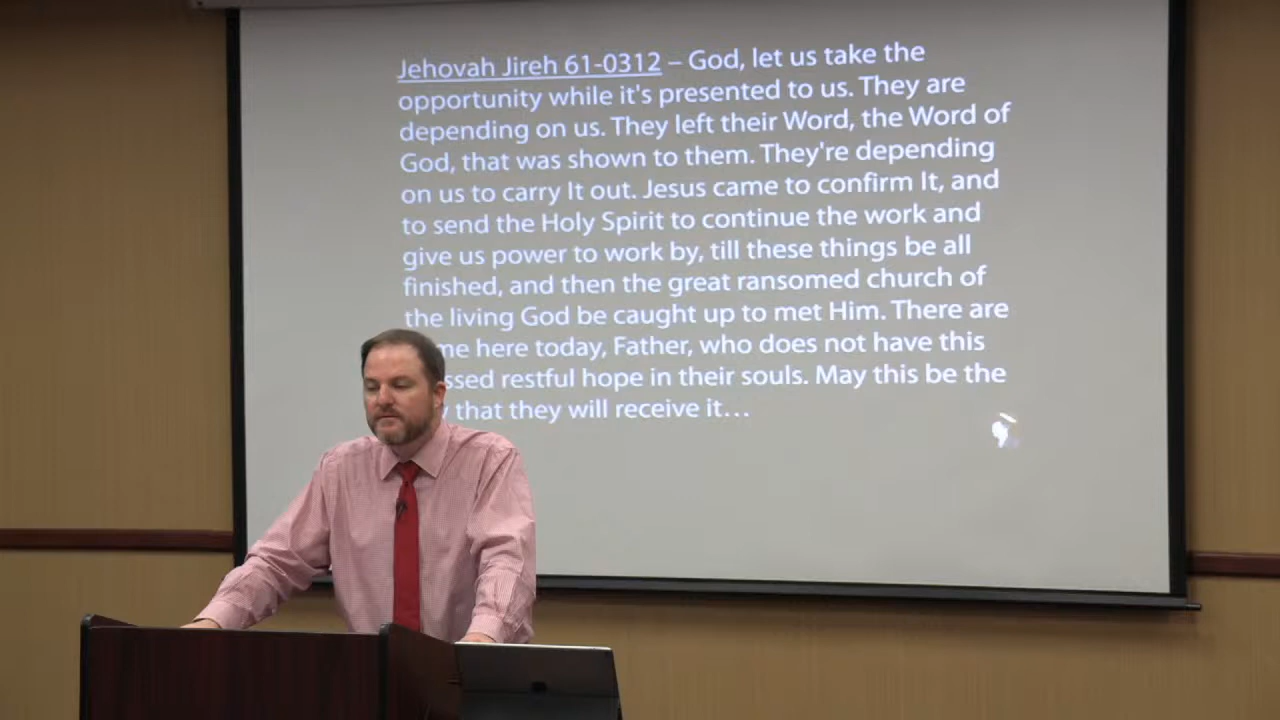 Jehovah Jireh 61-0312 – God, let us take the
opportunity while it's presented to us. They are
depending on us. They left their Word, the Word of
God, that was shown to them. They're depending
on us to carry It out. Jesus came to confirm It, and
to send the Holy Spirit to continue the work and
give us power to work by, till these things be all
finished, and then the great ransomed church of
the living God be caught up to met Him. There are
here today, Father, who does not have this
restful hope in their souls. May this be the
that they will receive it…